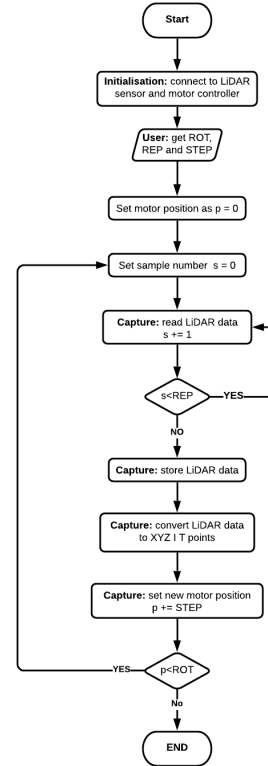 Start
Initialisation: connect to LiDAR
sensor and motor controller
User: get ROT,
REP and STEP
Set motor position as p = 0
Set sample number s = 0
Capture: read LiDAR data
s += 1
s<REP
YES
NO
Capture: store LiDAR data
Capture: convert LiDAR data
to XYZ I T points
Capture: set new motor position
p += STEP
YES
p<ROT
No
END